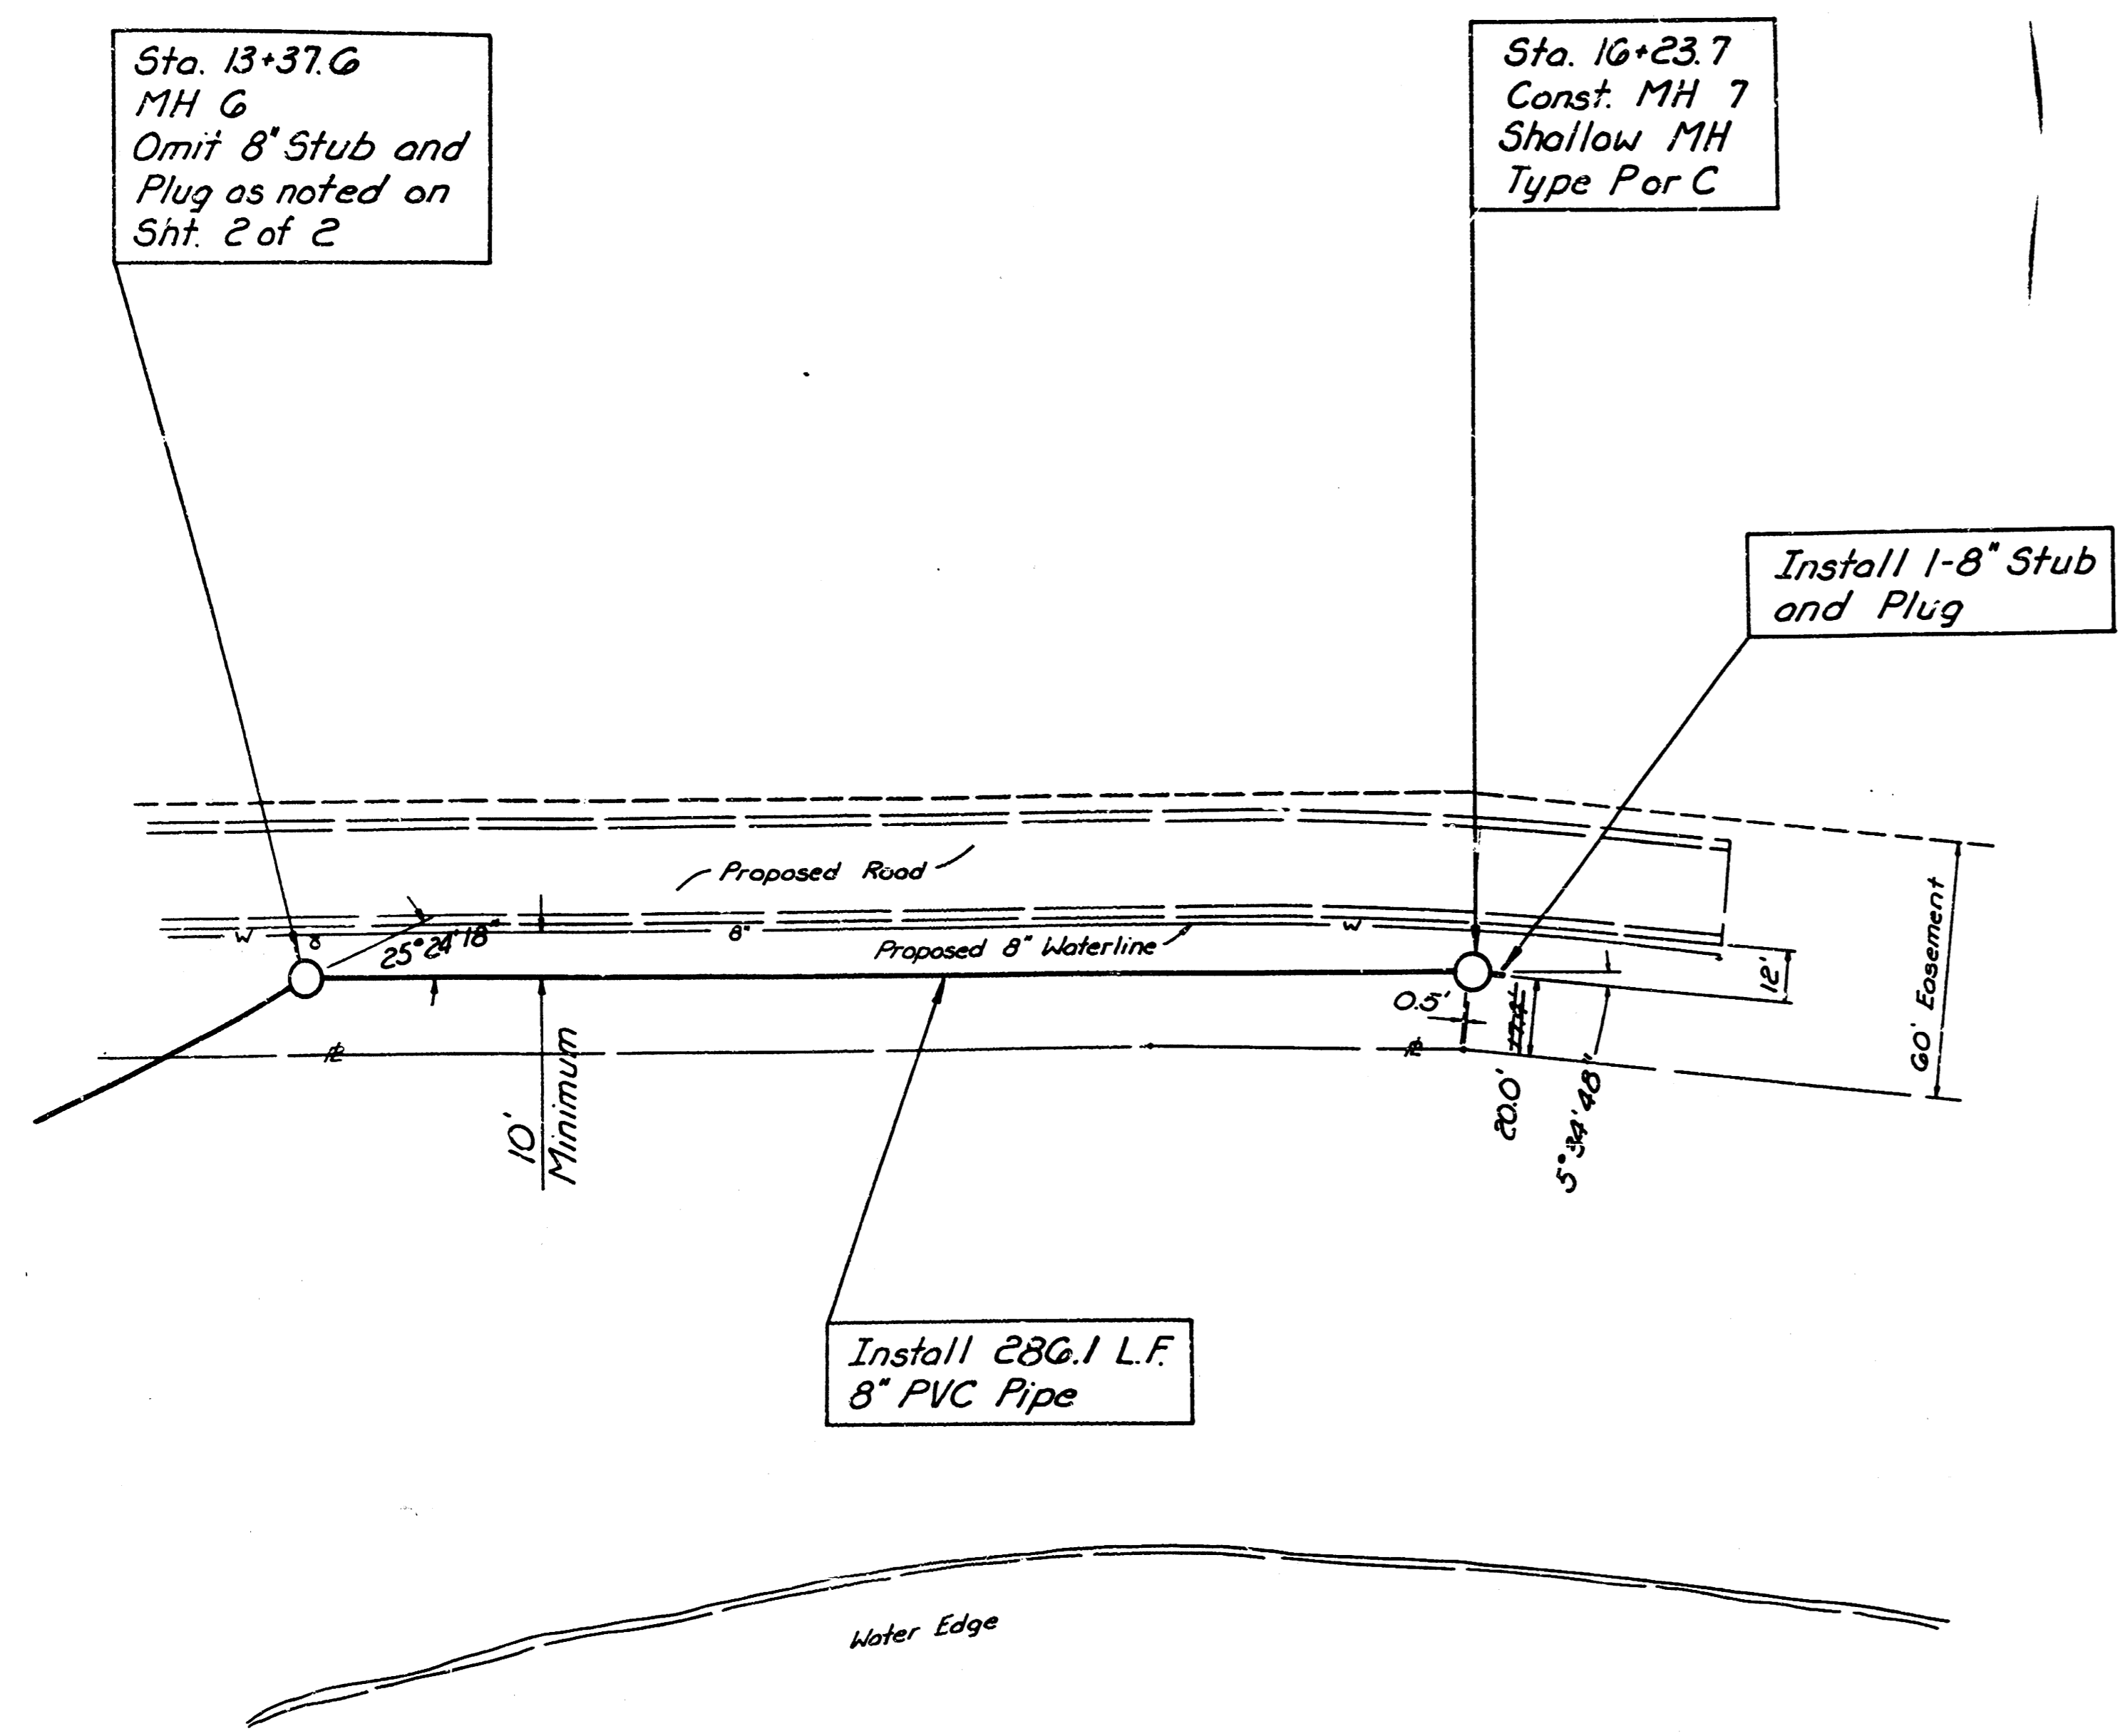 Sta. 13+37.6
MH 6
Omit 8" Stub and
Plug as noted on
Sht. 2 of 2
Sta. 16+23.7
Const. MH 7
Shallow MH
Type P or C
Install 1-8" Stub
and Plug
Proposed Road
W
8
25°24'18"
8"
Proposed 8" Waterline
W
12'
60' Easement
0.5'
PL
PL
10'
Minimum
20.0'
5°34'48"
Install 286.1 L.F.
8" PVC Pipe
Water Edge